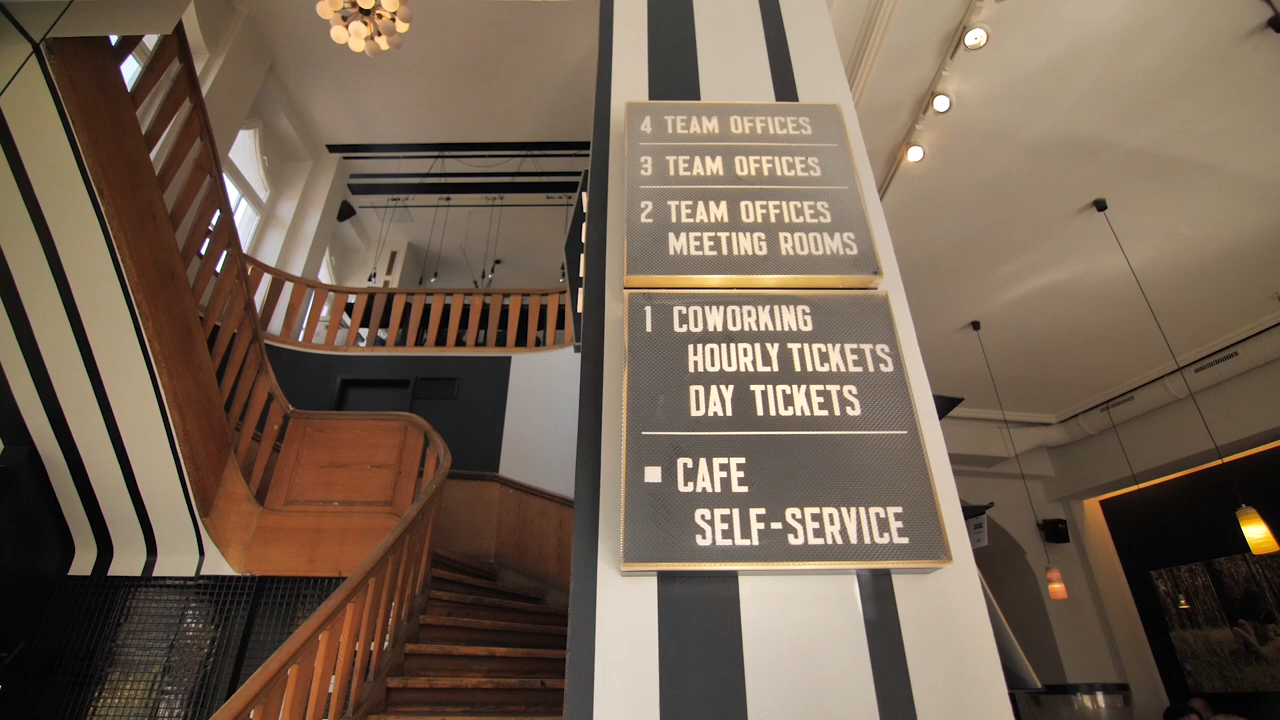 4 TEAM OFFICES
3 TEAM OFFICES
2 TEAM OFFICES
MEETING ROOMS
1 COWORKING
HOURLY TICKETS
DAY TICKETS
CAFE
SELF-SERVICE